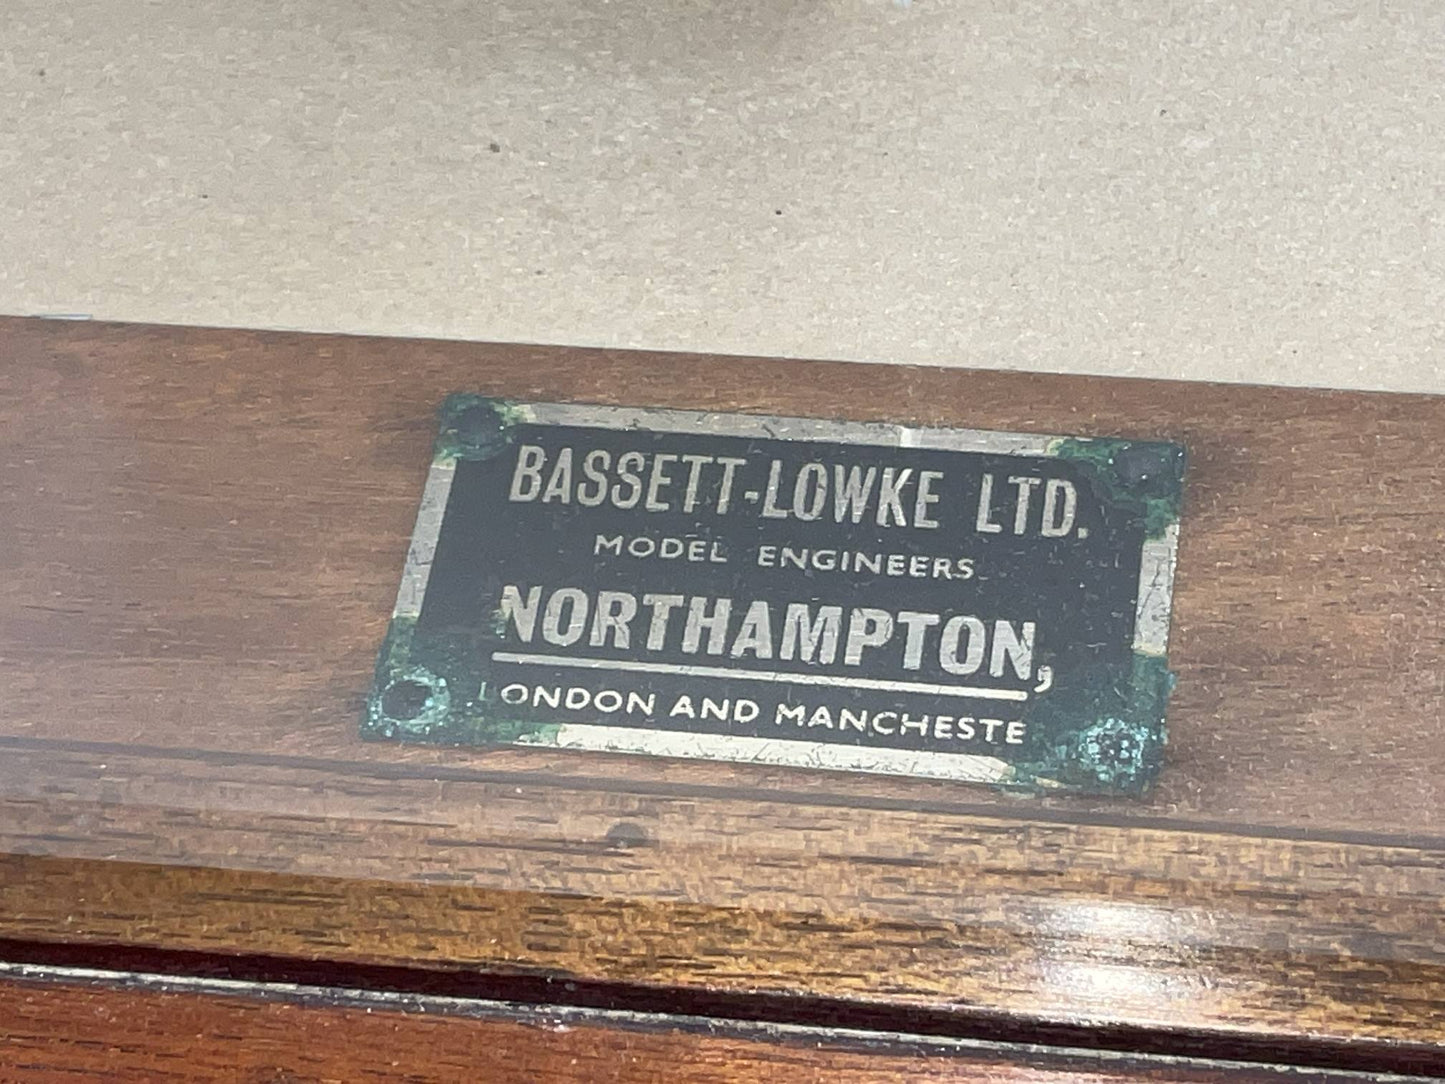 BASSETT-LOWKE LTD.
MODEL ENGINEERS
NORTHAMPTON,
LONDON AND MANCHESTE